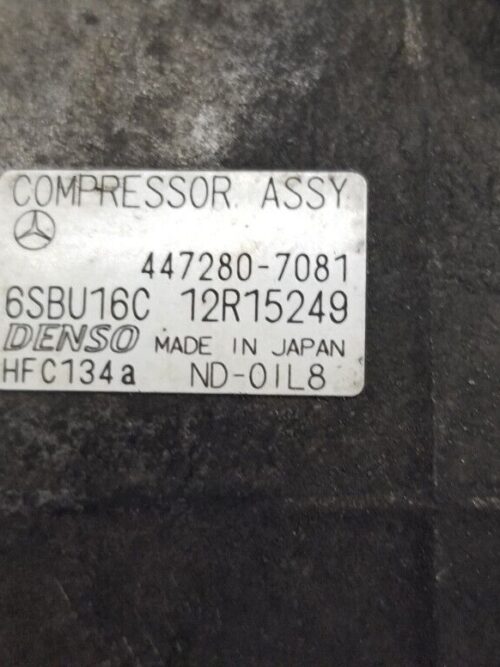 COMPRESSOR ASSY
447280-7081
6SBU16C 12R15249
DENSO MADE IN JAPAN
HFC134a ND-OIL8